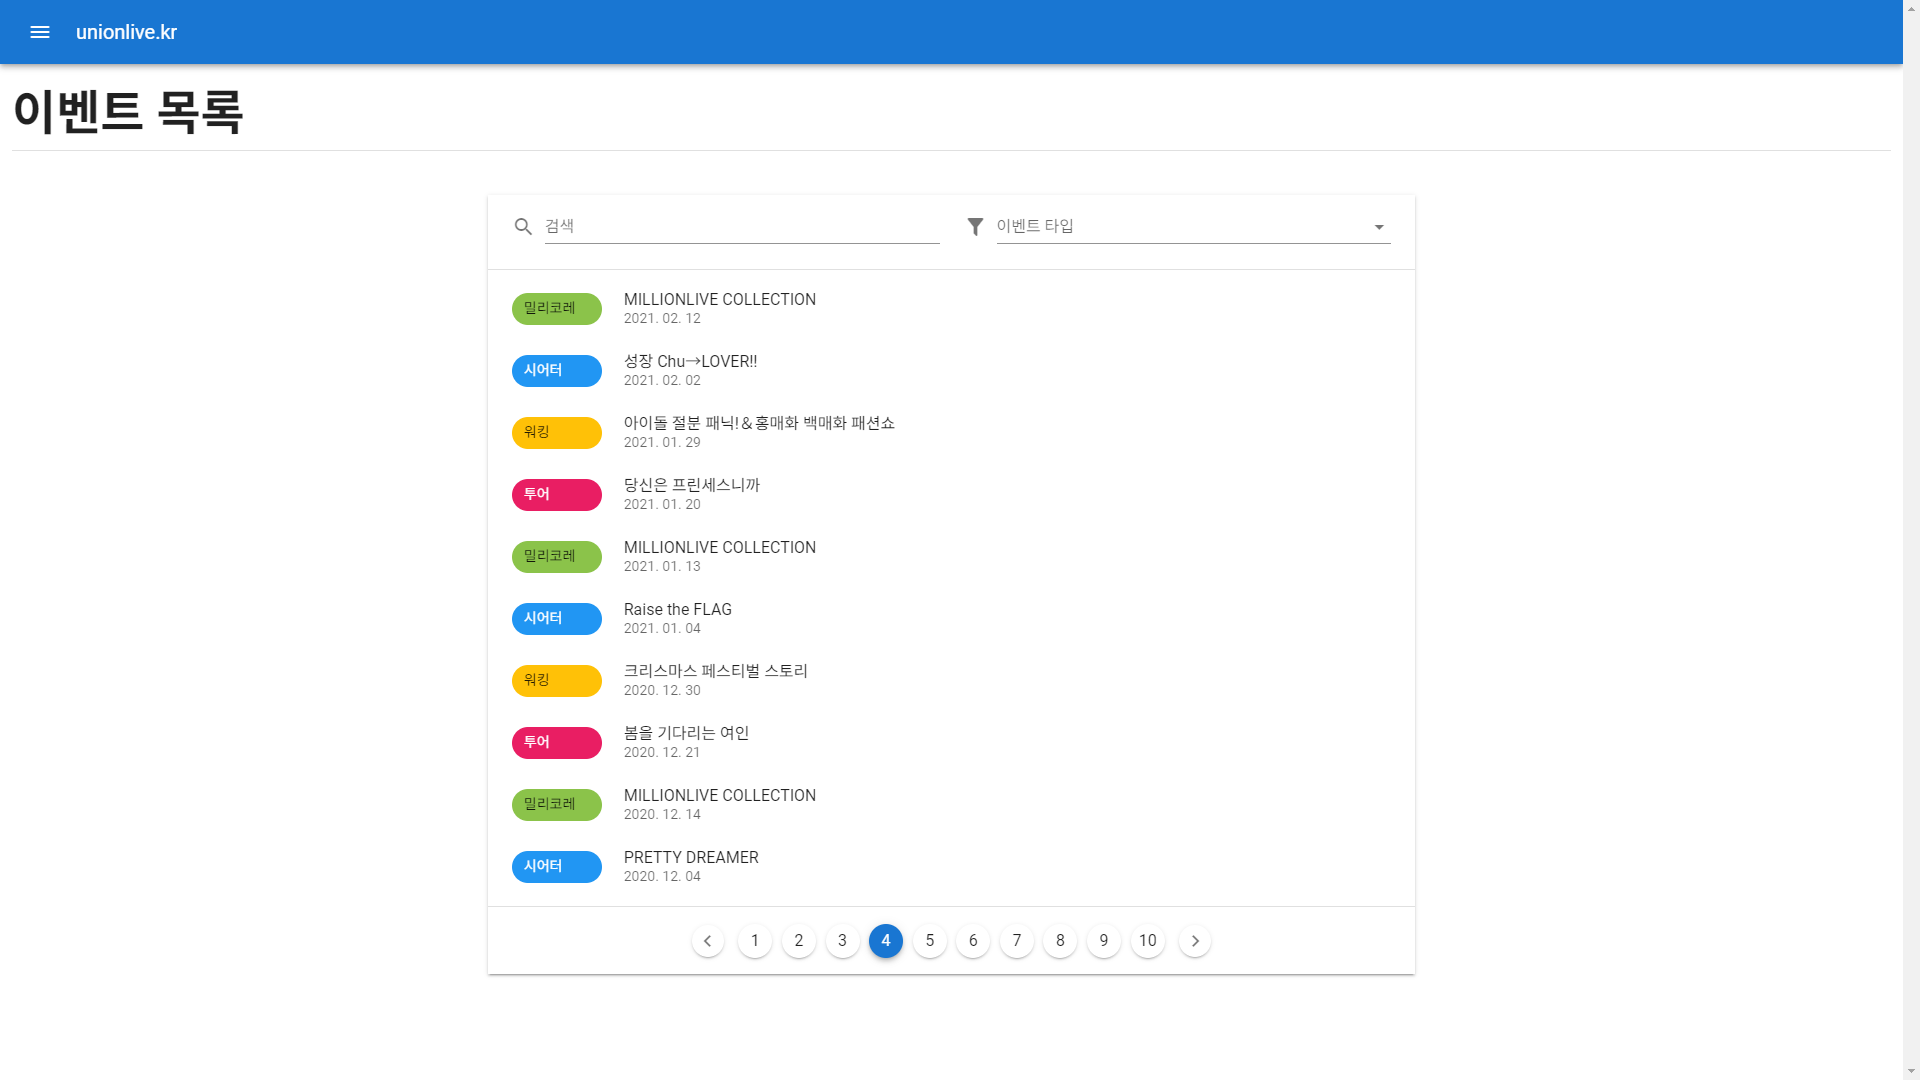 unionlive.kr
이벤트 목록
검색
이벤트 타입
밀리코레
MILLIONLIVE COLLECTION
2021. 02. 12
시어터
성장 Chu→LOVER!!
2021. 02. 02
워킹
아이돌 절분 패닉!＆홍매화 백매화 패션쇼
2021. 01. 29
투어
당신은 프린세스니까
2021. 01. 20
밀리코레
MILLIONLIVE COLLECTION
2021. 01. 13
시어터
Raise the FLAG
2021. 01. 04
워킹
크리스마스 페스티벌 스토리
2020. 12. 30
투어
봄을 기다리는 여인
2020. 12. 21
밀리코레
MILLIONLIVE COLLECTION
2020. 12. 14
시어터
PRETTY DREAMER
2020. 12. 04
1 2 3 4 5 6 7 8 9 10